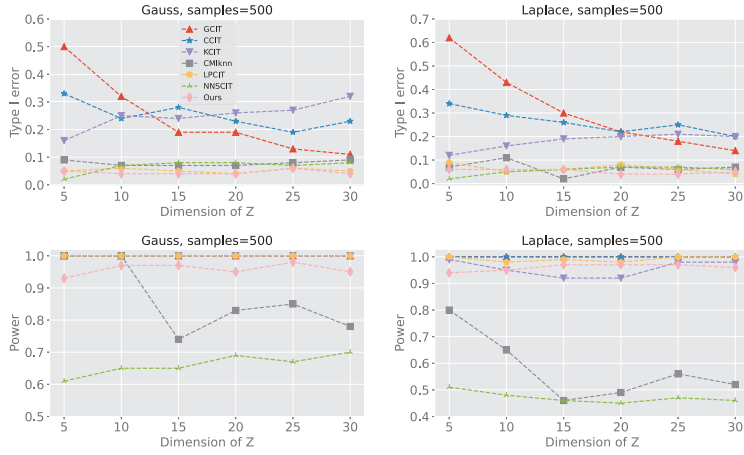 Gauss, samples=500
0.6
0.5
0.4
0.3
0.2
0.1
0.0
Type I error
GCIT
CCIT
KCIT
CMIknn
LPCIT
NNSCIT
Ours
5 10 15 20 25 30
Dimension of Z
Laplace, samples=500
0.7
0.6
0.5
0.4
0.3
0.2
0.1
0.0
Type I error
5 10 15 20 25 30
Dimension of Z
Gauss, samples=500
1.0
0.9
0.8
0.7
0.6
0.5
Power
5 10 15 20 25 30
Dimension of Z
Laplace, samples=500
1.0
0.9
0.8
0.7
0.6
0.5
0.4
Power
5 10 15 20 25 30
Dimension of Z